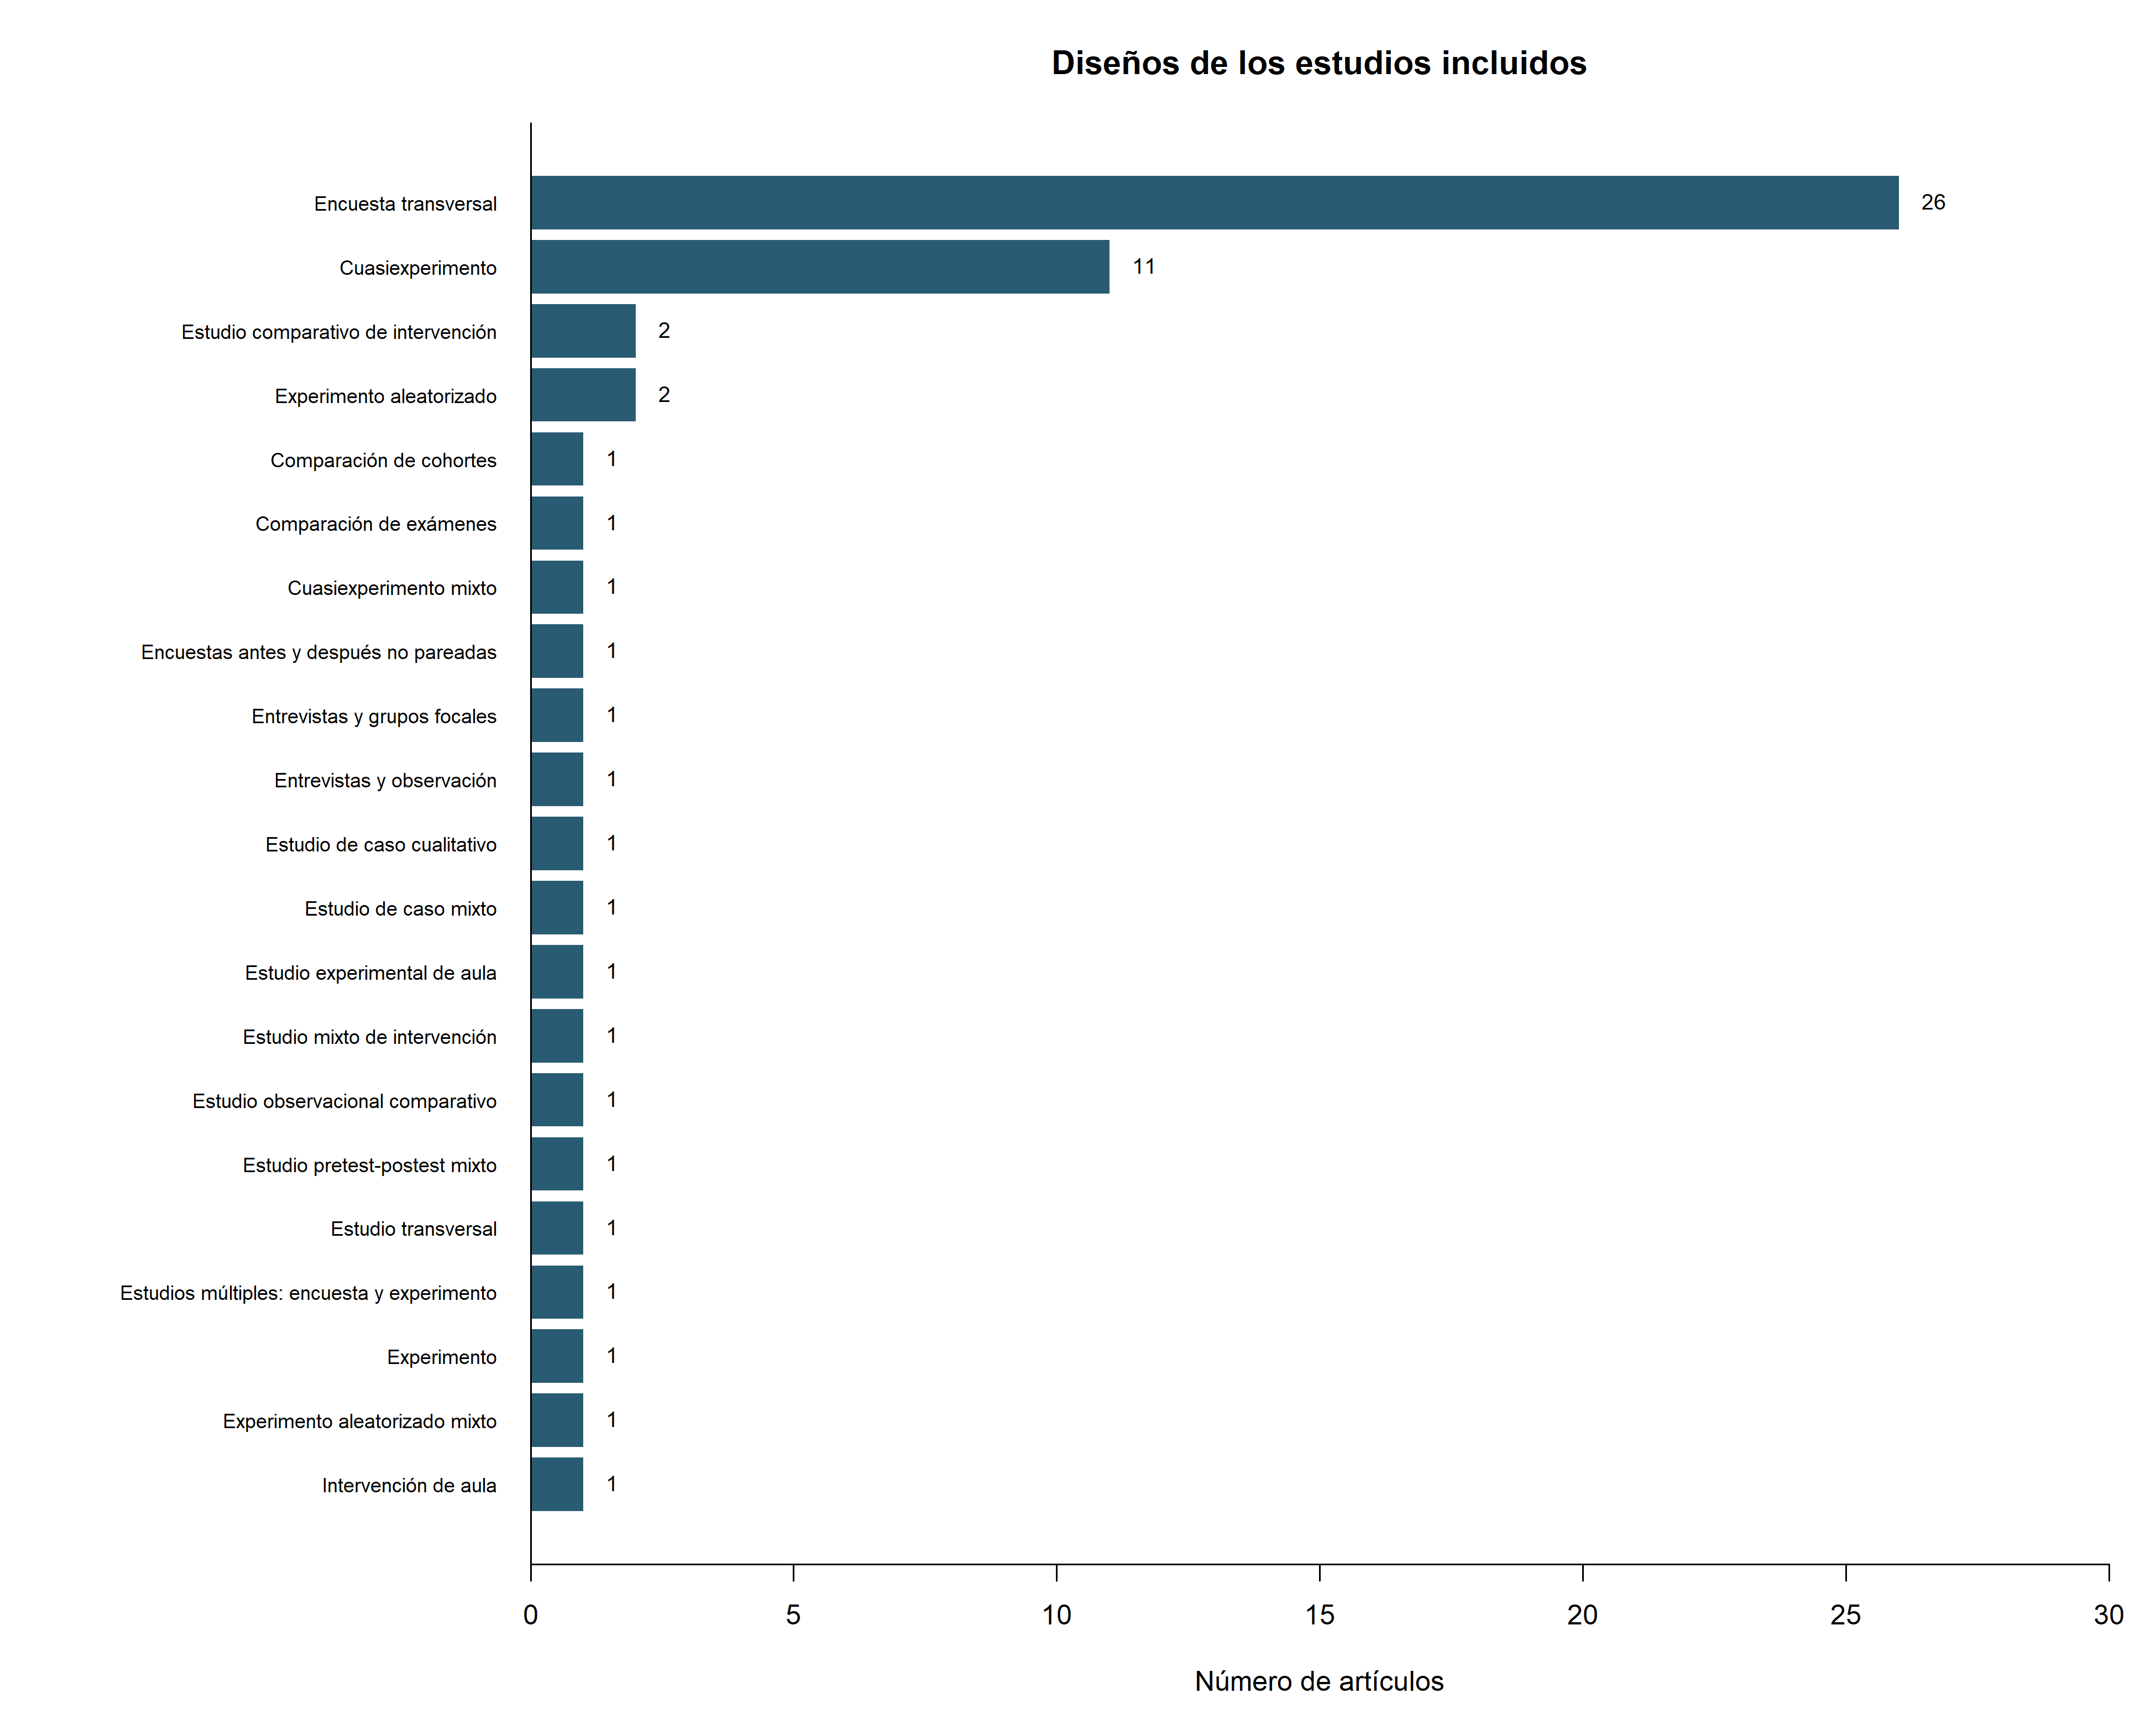 Diseños de los estudios incluidos
Encuesta transversal 26
Cuasiexperimento 11
Estudio comparativo de intervención 2
Experimento aleatorizado 2
Comparación de cohortes 1
Comparación de exámenes 1
Cuasiexperimento mixto 1
Encuestas antes y después no pareadas 1
Entrevistas y grupos focales 1
Entrevistas y observación 1
Estudio de caso cualitativo 1
Estudio de caso mixto 1
Estudio experimental de aula 1
Estudio mixto de intervención 1
Estudio observacional comparativo 1
Estudio pretest-postest mixto 1
Estudio transversal 1
Estudios múltiples: encuesta y experimento 1
Experimento 1
Experimento aleatorizado mixto 1
Intervención de aula 1
0 5 10 15 20 25 30
Número de artículos